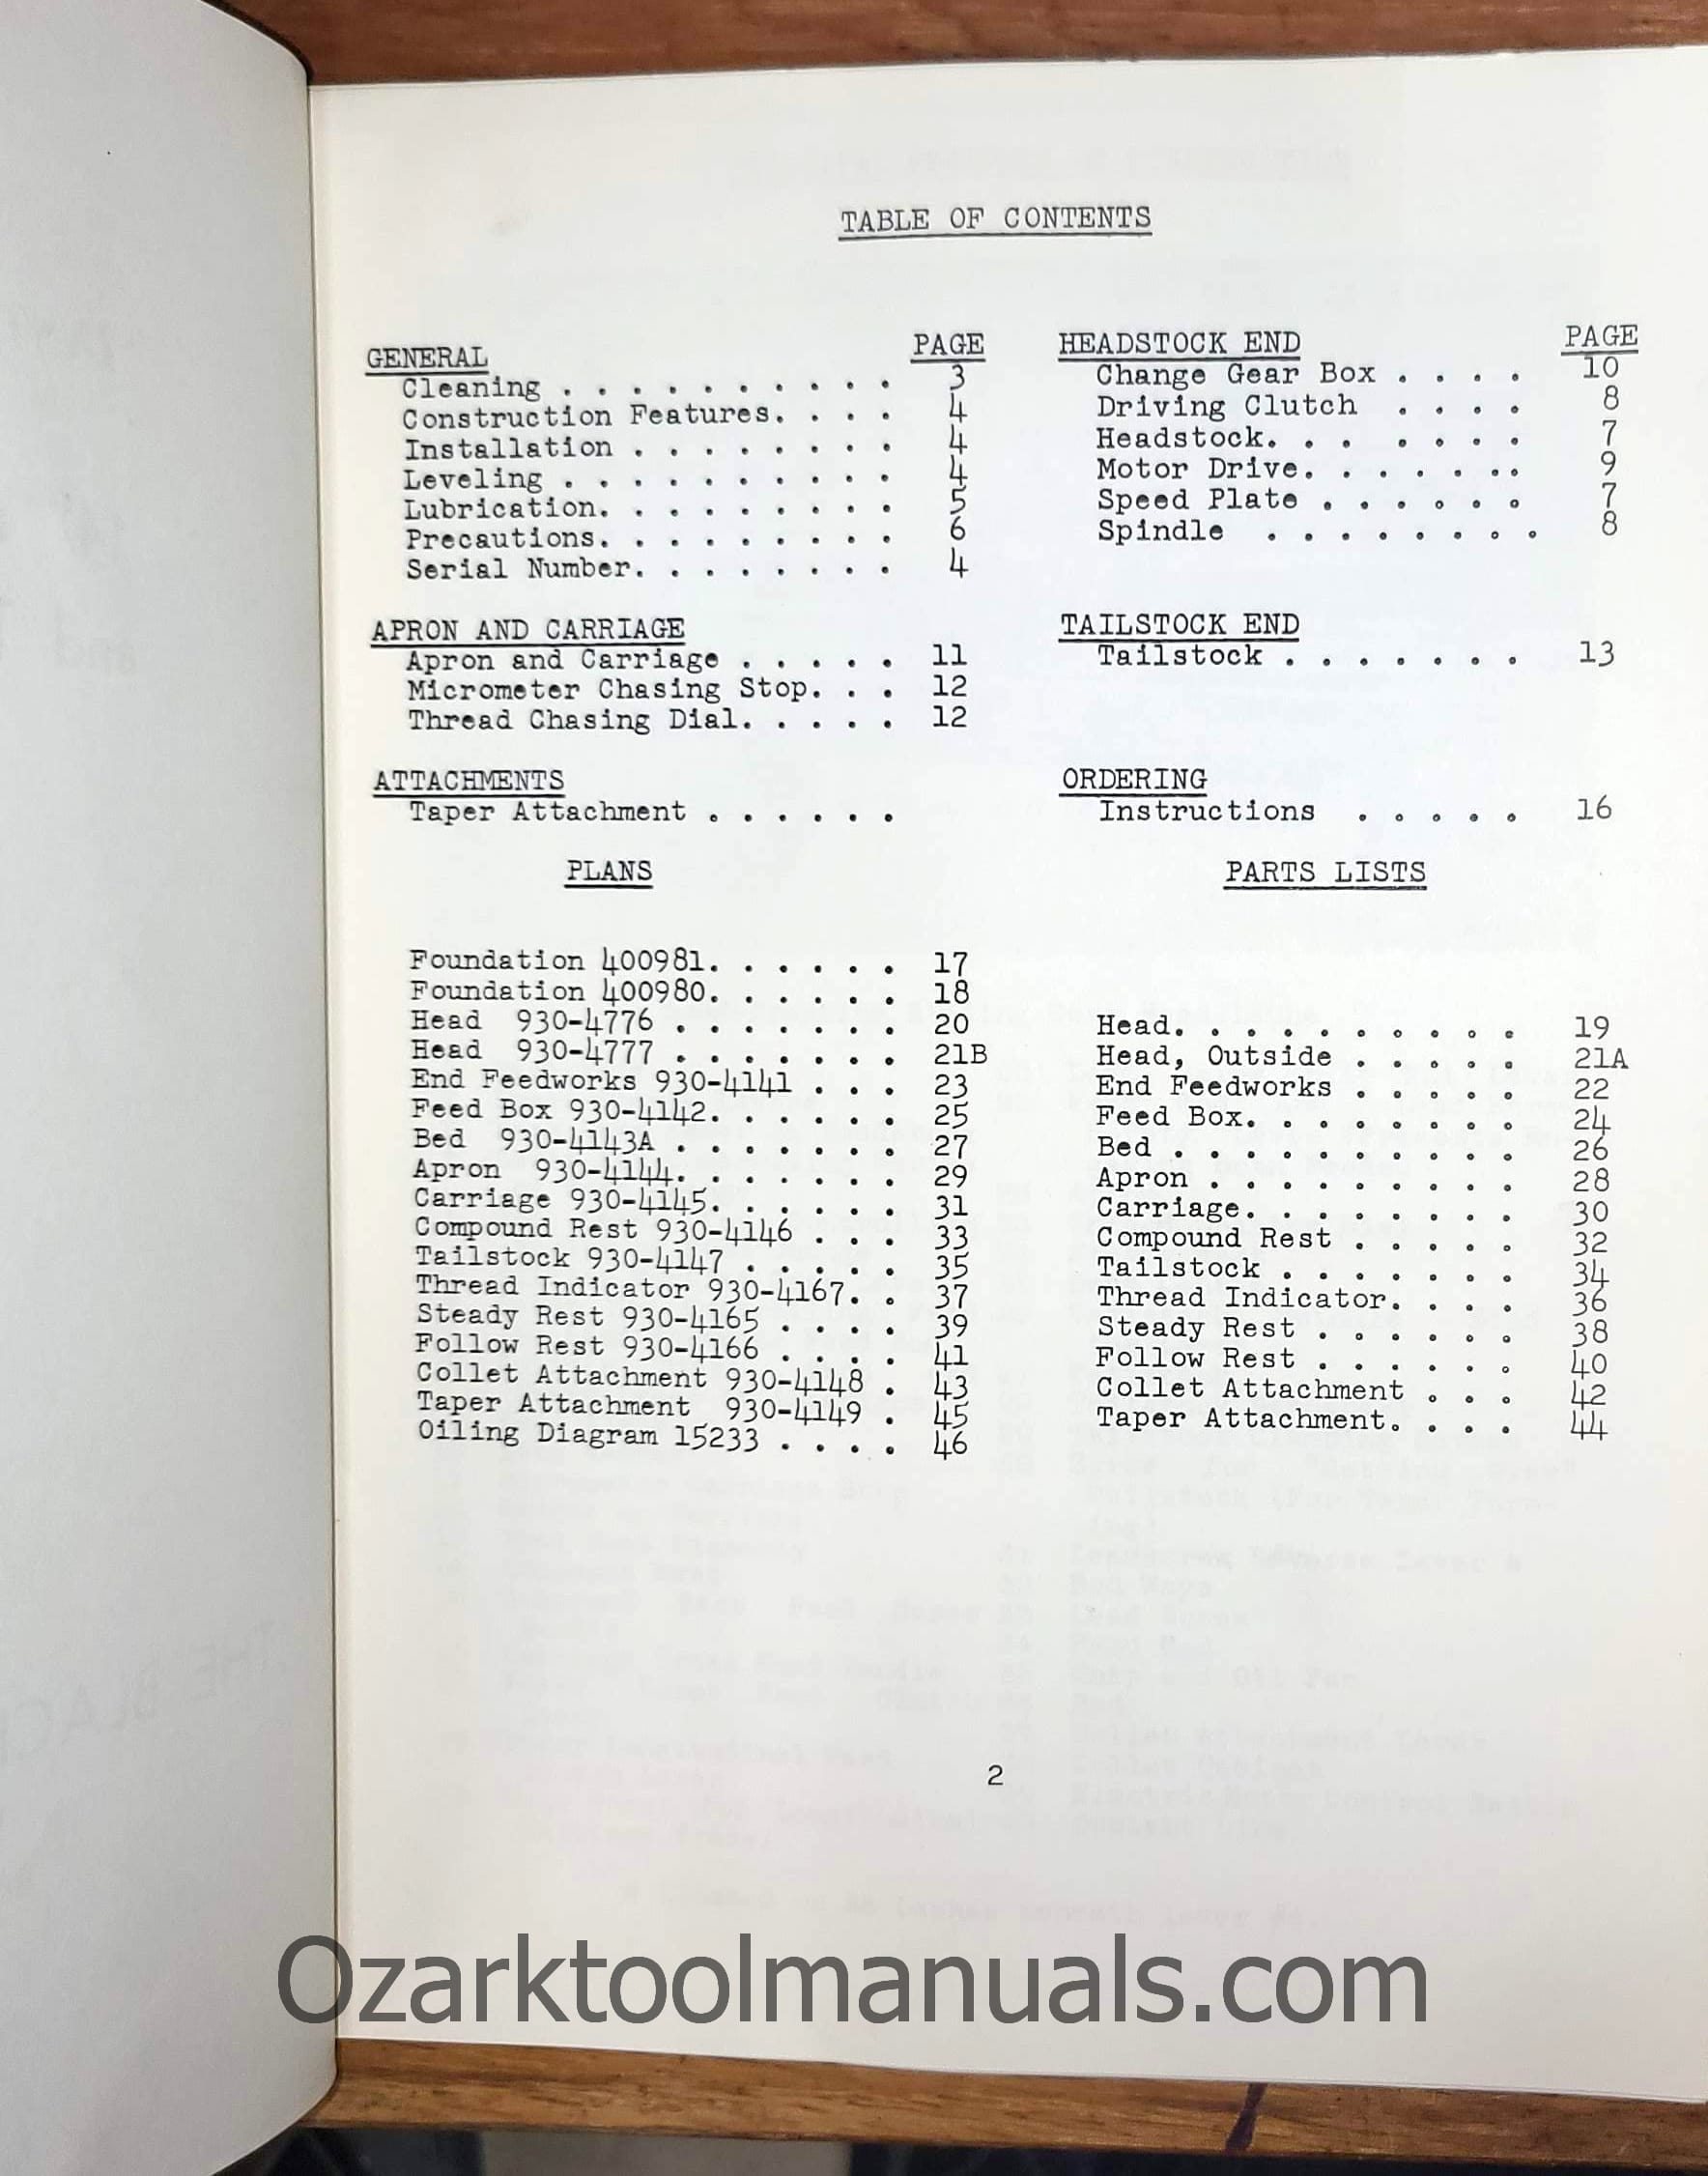 TABLE OF CONTENTS
GENERAL PAGE
Cleaning . . . . . . . . . . 3
Construction Features. . . . 4
Installation . . . . . . . . 4
Leveling . . . . . . . . . . 4
Lubrication. . . . . . . . . 5
Precautions. . . . . . . . . 6
Serial Number. . . . . . . . 4
APRON AND CARRIAGE
Apron and Carriage . . . . . 11
Micrometer Chasing Stop. . . 12
Thread Chasing Dial. . . . . 12
ATTACHMENTS
Taper Attachment . . . . . .
HEADSTOCK END PAGE
Change Gear Box . . . . 10
Driving Clutch . . . . 8
Headstock. . . . . . . 7
Motor Drive. . . . . . . 9
Speed Plate . . . . . . 7
Spindle . . . . . . . . 8
TAILSTOCK END
Tailstock . . . . . . . 13
ORDERING
Instructions . . . . . 16
PLANS
Foundation 400981. . . . . . 17
Foundation 400980. . . . . . 18
Head 930-4776 . . . . . . . 20
Head 930-4777 . . . . . . . 21B
End Feedworks 930-4141 . . . 23
Feed Box 930-4142. . . . . . 25
Bed 930-4143A . . . . . . . 27
Apron 930-4144. . . . . . . 29
Carriage 930-4145. . . . . . 31
Compound Rest 930-4146 . . . 33
Tailstock 930-4147 . . . . . 35
Thread Indicator 930-4167. . 37
Steady Rest 930-4165 . . . . 39
Follow Rest 930-4166 . . . . 41
Collet Attachment 930-4148 . 43
Taper Attachment 930-4149 . 45
Oiling Diagram 15233 . . . . 46
PARTS LISTS
Head. . . . . . . . . . 19
Head, Outside . . . . . 21A
End Feedworks . . . . . 22
Feed Box. . . . . . . . 24
Bed . . . . . . . . . . 26
Apron . . . . . . . . . 28
Carriage. . . . . . . . 30
Compound Rest . . . . . 32
Tailstock . . . . . . . 34
Thread Indicator. . . . 36
Steady Rest . . . . . . 38
Follow Rest . . . . . . 40
Collet Attachment . . . 42
Taper Attachment. . . . 44
2
Ozarktoolmanuals.com